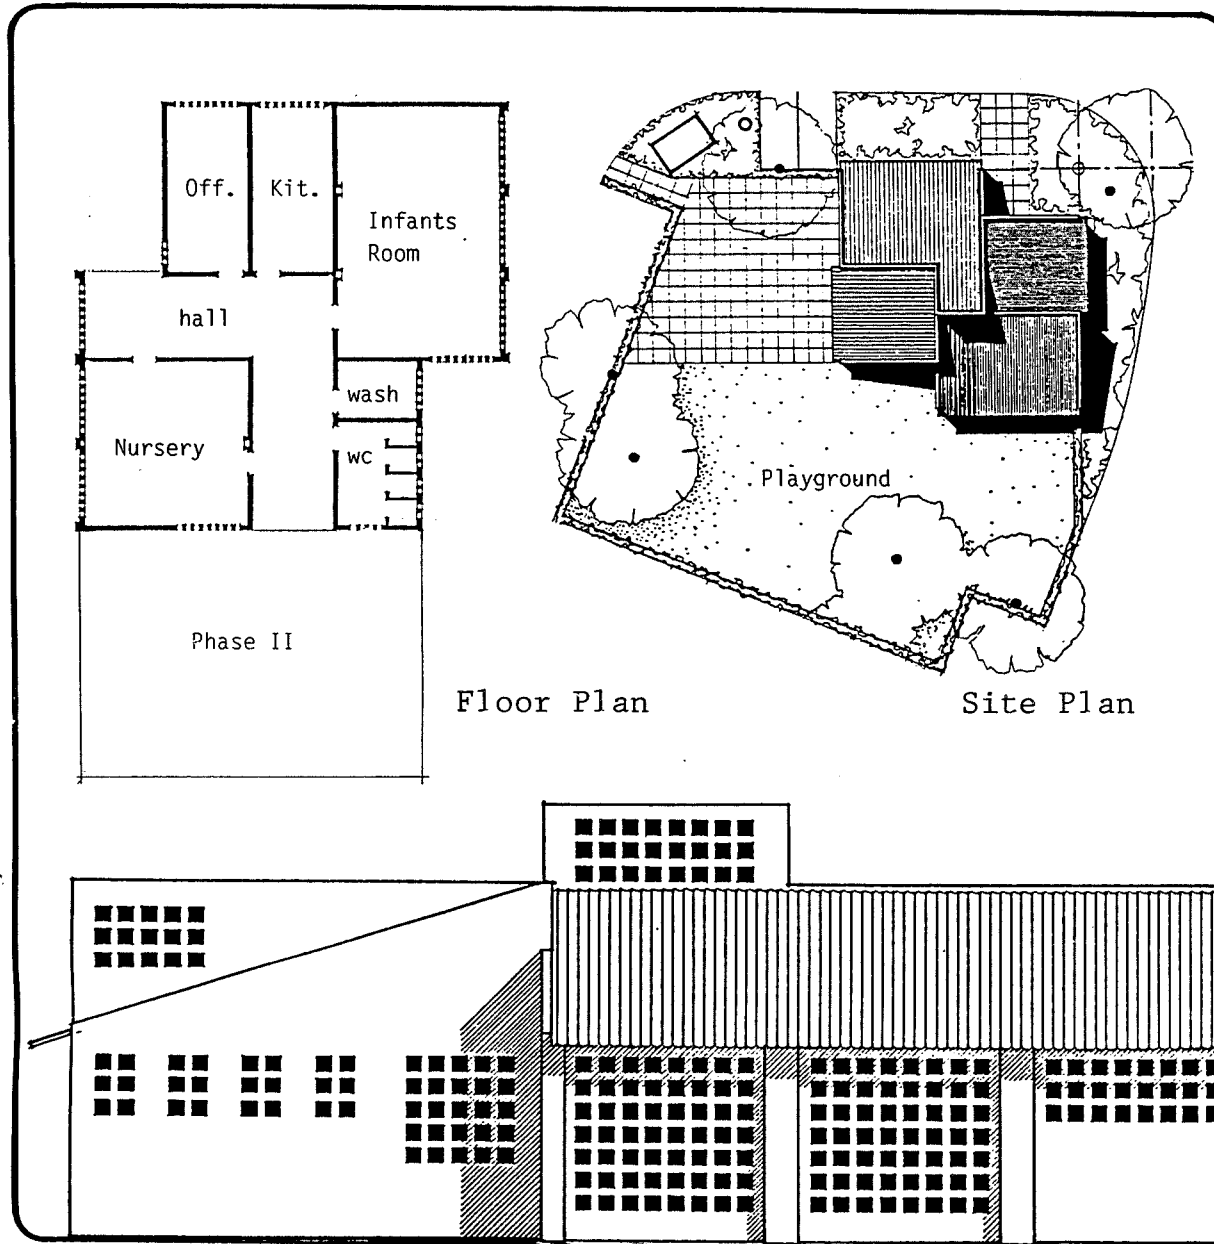 Off.
Kit.
Infants
Room
hall
wash
Nursery
wc
Phase II
Floor Plan
Playground
Site Plan